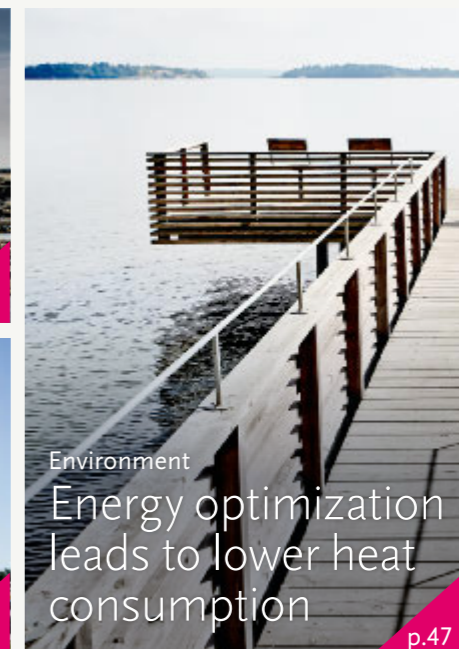 Environment
Energy optimization
leads to lower heat
consumption
p.47